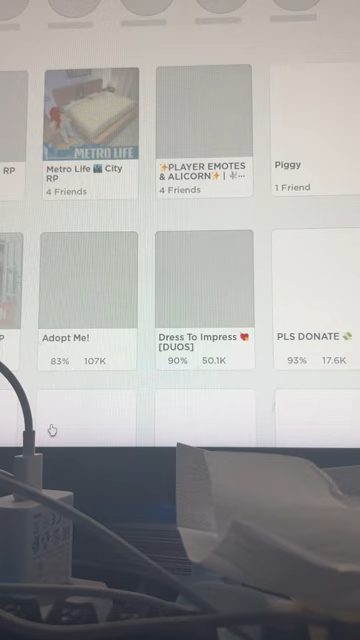 METRO LIFE
RP
Metro Life 🏙️ City
RP
4 Friends
✨PLAYER EMOTES
& ALICORN✨ | 🕊️...
4 Friends
Piggy
1 Friend
P
Adopt Me!
83% 107K
Dress To Impress 💘
[DUOS]
90% 50.1K
PLS DONATE 💸
93% 17.6K